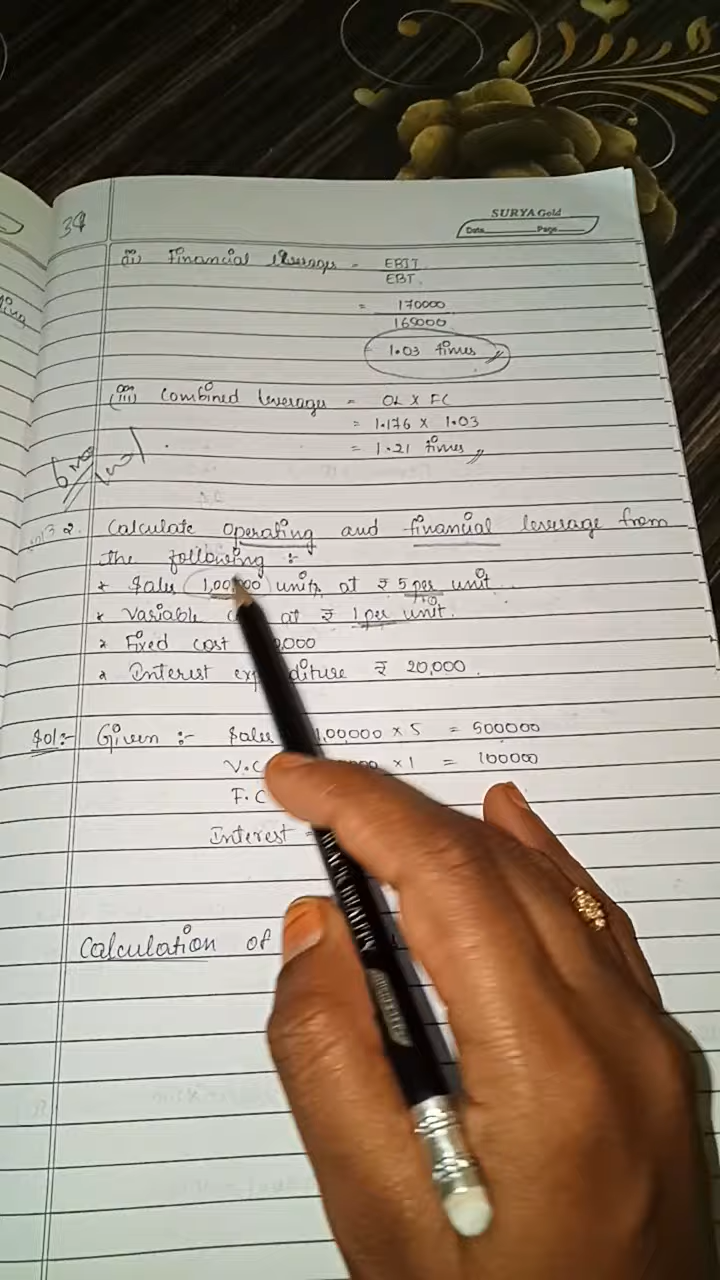 34
SURYA Gold
Date Page
(ii) Financial leverage = EBIT
EBT
= 170000
165000
1.03 times
(iii) Combined leverage = OL X FC
= 1.176 X 1.03
= 1.21 times
2. Calculate operating and financial leverage from
the following :-
* Sales 1,00,000 units at ₹ 5 per unit
* Variable at ₹ 1 per unit.
* Fixed cost
* Interest expenditure ₹ 20,000.
Sol:- Given :- Sales 1,00000 X 5 = 500000
V.C X 1 = 100000
F.C
Interest =
Calculation of